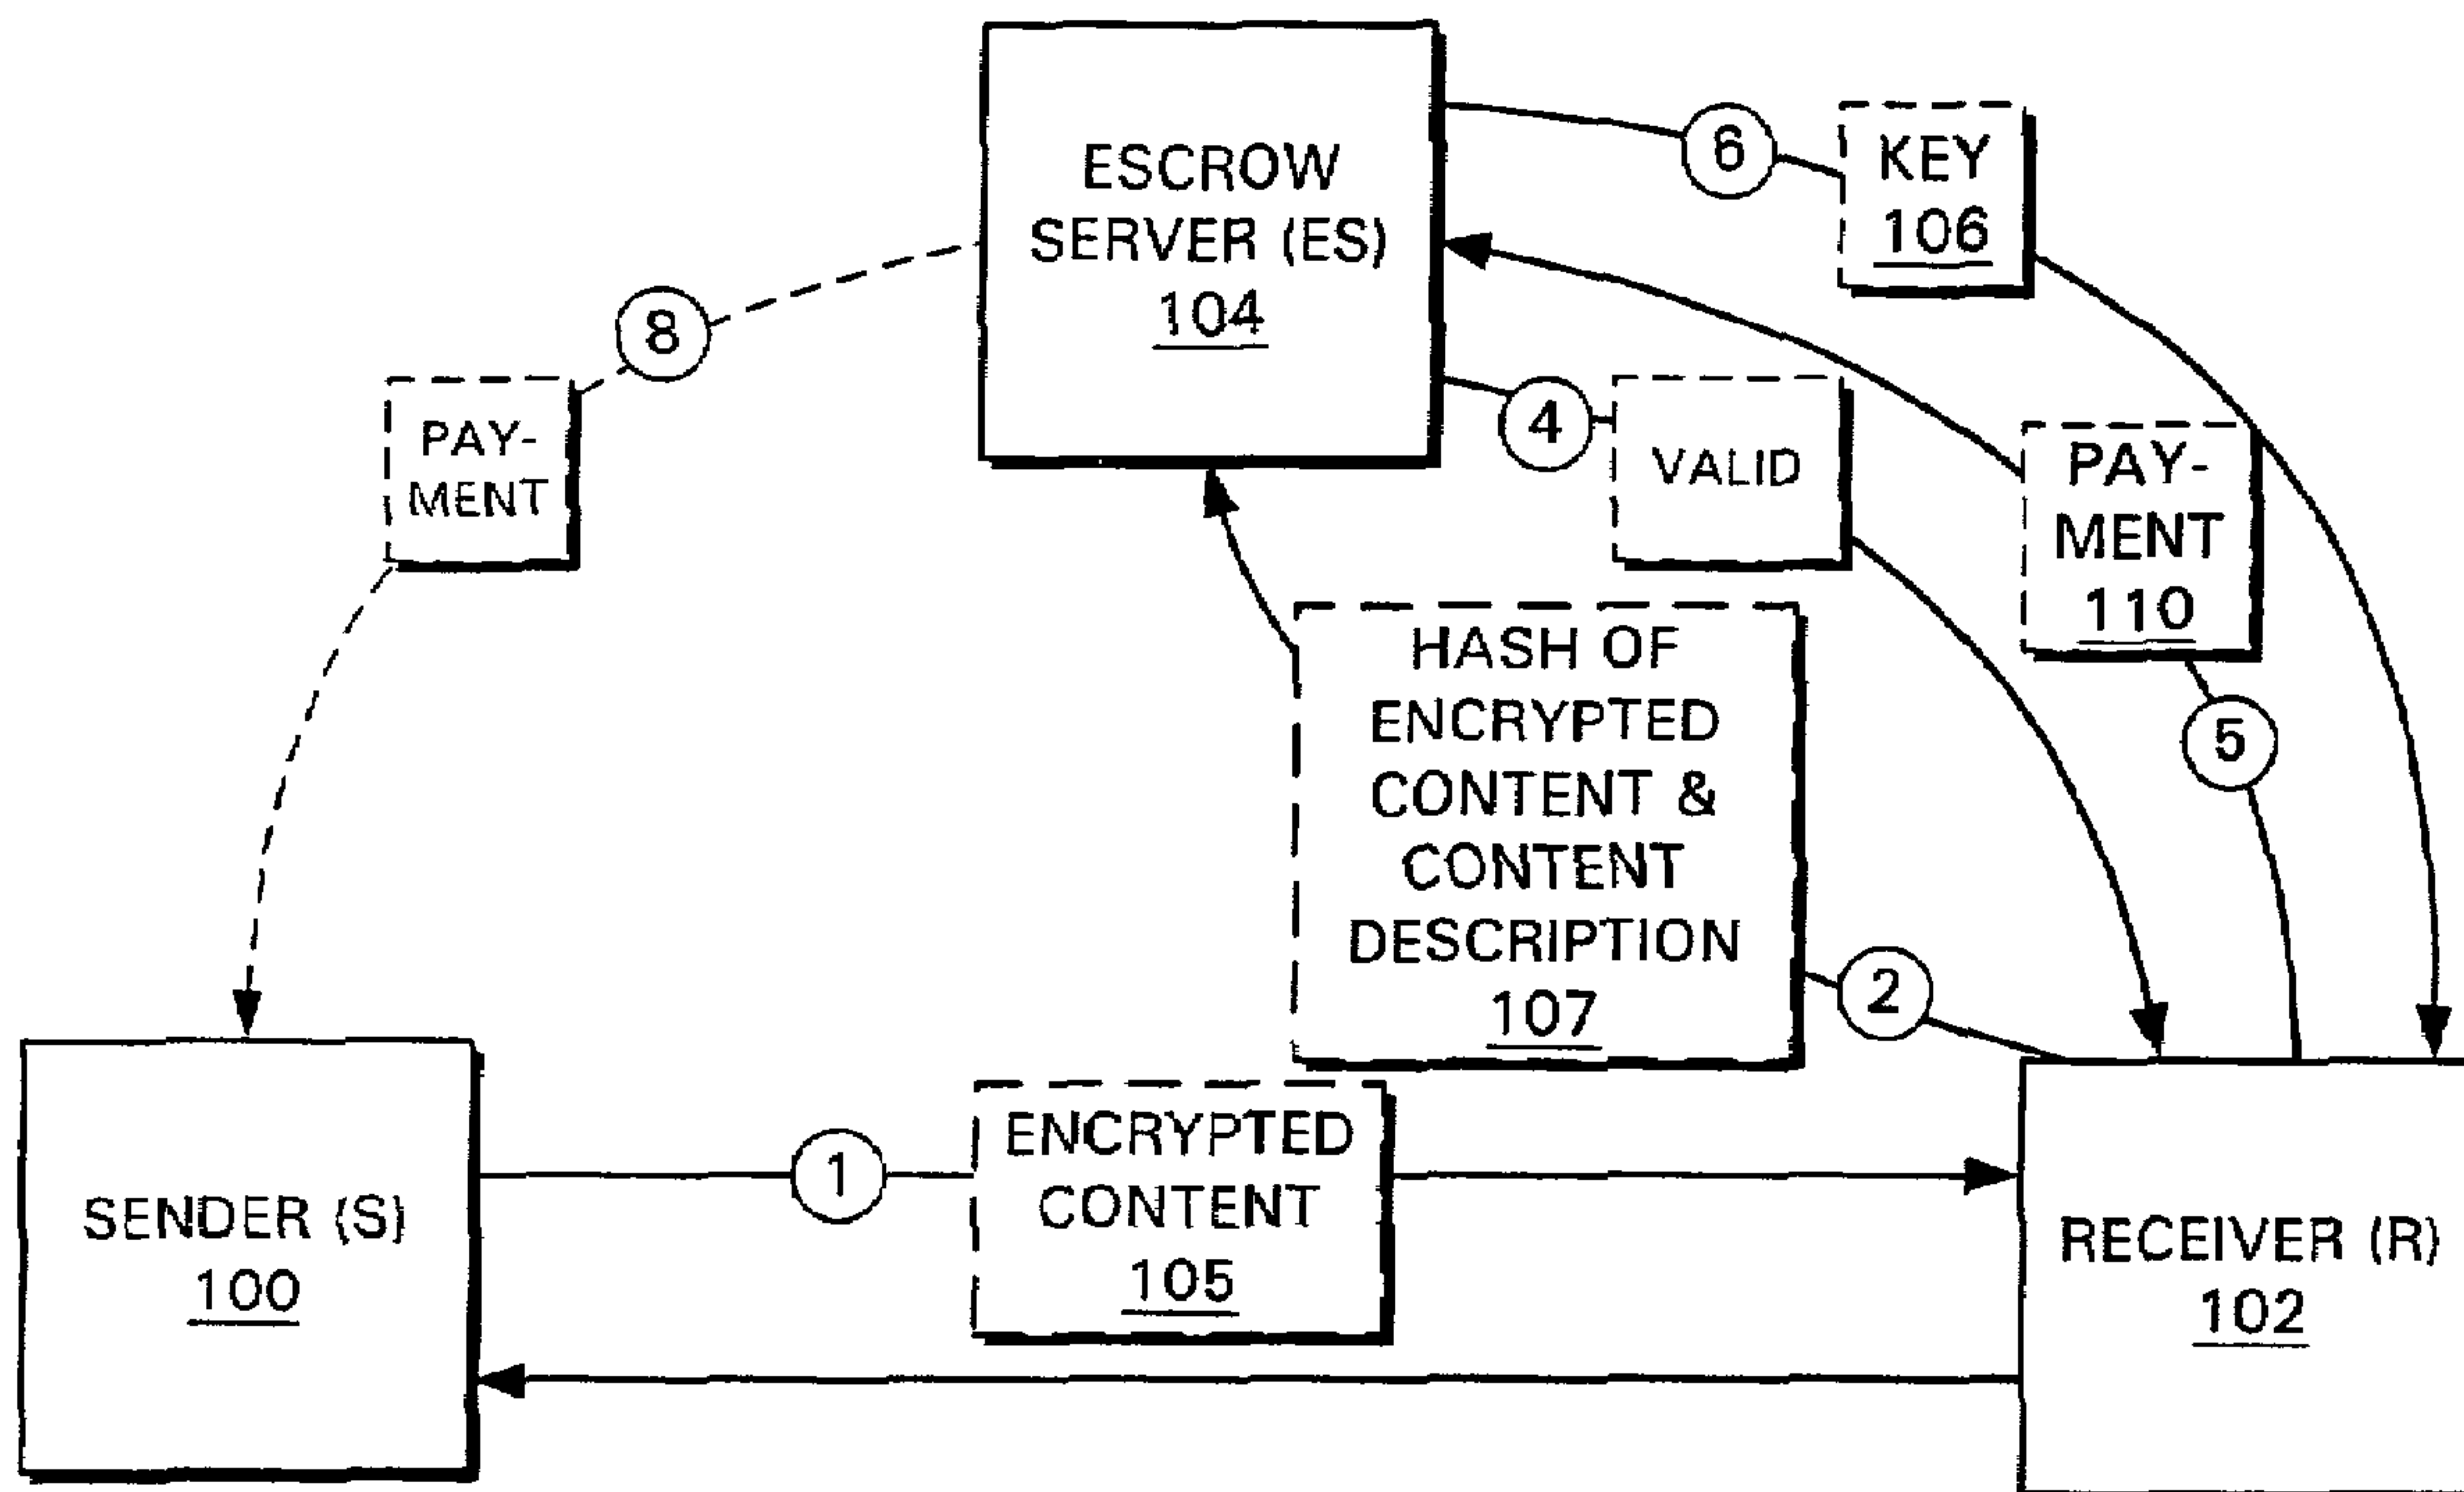 ESCROW
SERVER (ES)
104
6
KEY
106
8
PAY-
MENT
4
VALID
PAY-
MENT
110
5
HASH OF
ENCRYPTED
CONTENT &
CONTENT
DESCRIPTION
107
2
SENDER (S)
100
1
ENCRYPTED
CONTENT
105
RECEIVER (R)
102